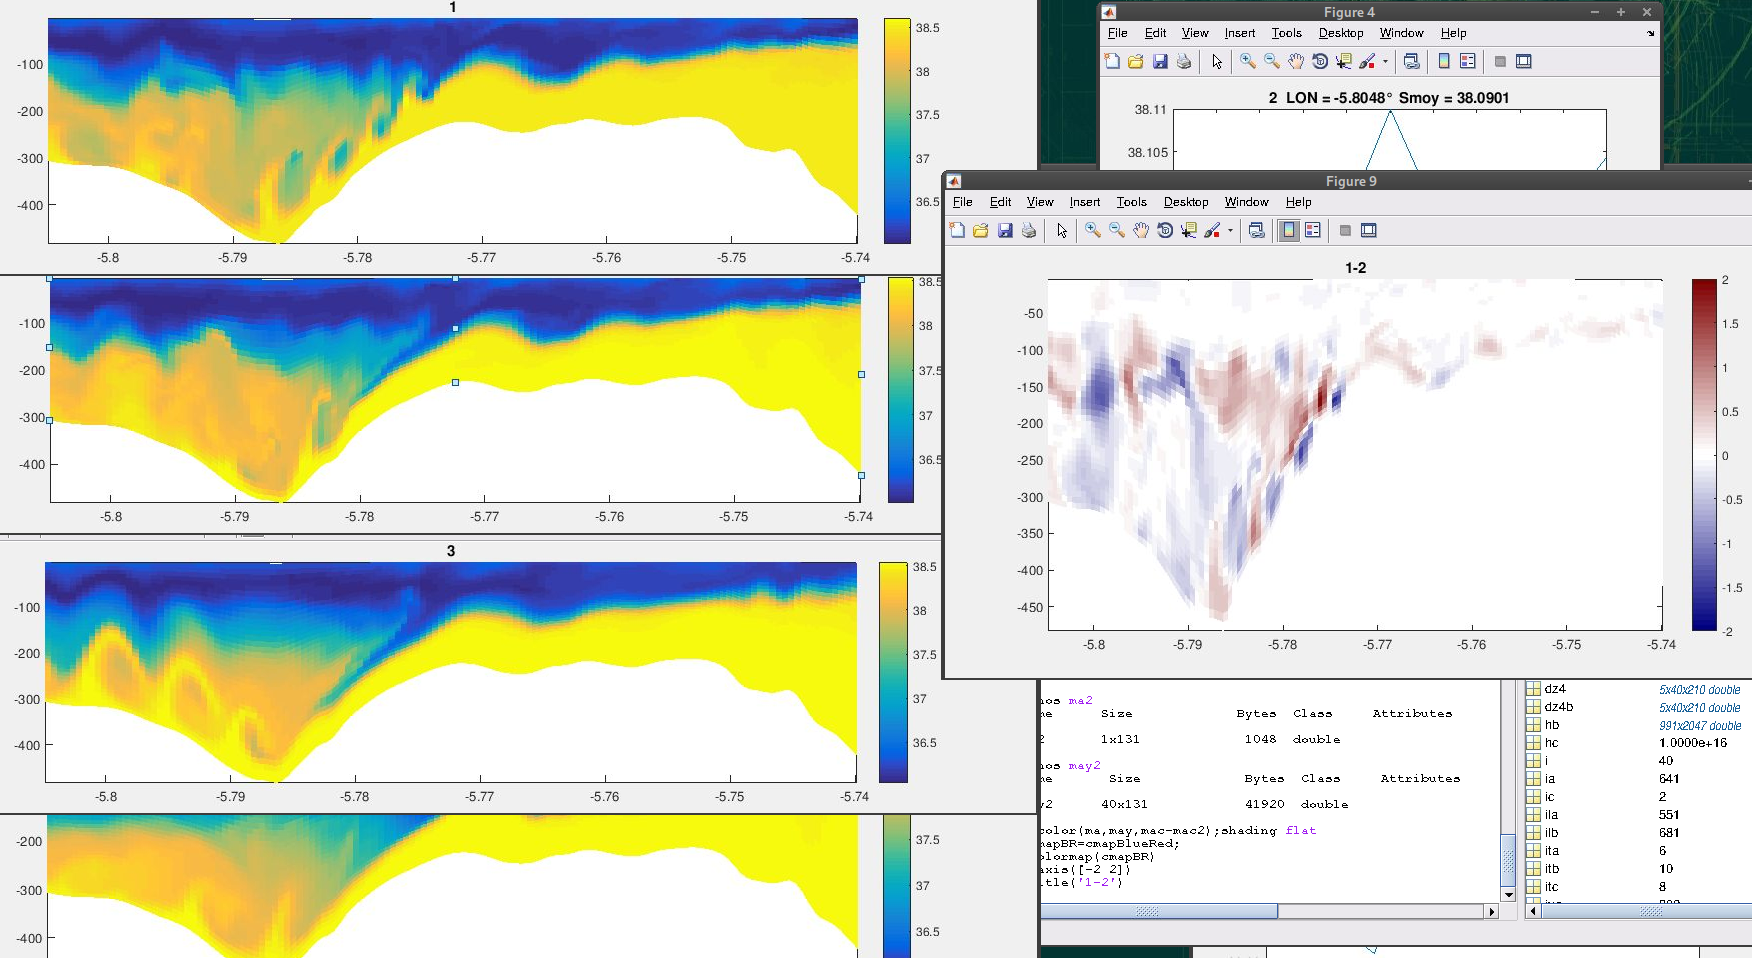 1
-100
-200
-300
-400
-5.8 -5.79 -5.78 -5.77 -5.76 -5.75 -5.74
38.5
38
37.5
37
36.5
-100
-200
-300
-400
-5.8 -5.79 -5.78 -5.77 -5.76 -5.75 -5.74
38.5
38
37.5
37
36.5
3
-100
-200
-300
-400
-5.8 -5.79 -5.78 -5.77 -5.76 -5.75 -5.74
38.5
38
37.5
37
36.5
-200
-300
-400
37.5
37
36.5
Figure 4
File Edit View Insert Tools Desktop Window Help
2 LON = -5.8048° Smoy = 38.0901
38.11
38.105
Figure 9
File Edit View Insert Tools Desktop Window Help
1-2
-50
-100
-150
-200
-250
-300
-350
-400
-450
-5.8 -5.79 -5.78 -5.77 -5.76 -5.75 -5.74
2
1.5
1
0.5
0
-0.5
-1
-1.5
-2
nos ma2
me Size Bytes Class Attributes
2 1x131 1048 double
nos may2
me Size Bytes Class Attributes
y2 40x131 41920 double
color(ma,may,mac-mac2);shading flat
mapBR=cmapBlueRed;
olormap(cmapBR)
axis([-2 2])
itle('1-2')
dz4 5x40x210 double
dz4b 5x40x210 double
hb 991x2047 double
hc 1.0000e+16
i 40
ia 641
ic 2
ila 551
ilb 681
ita 6
itb 10
itc 8